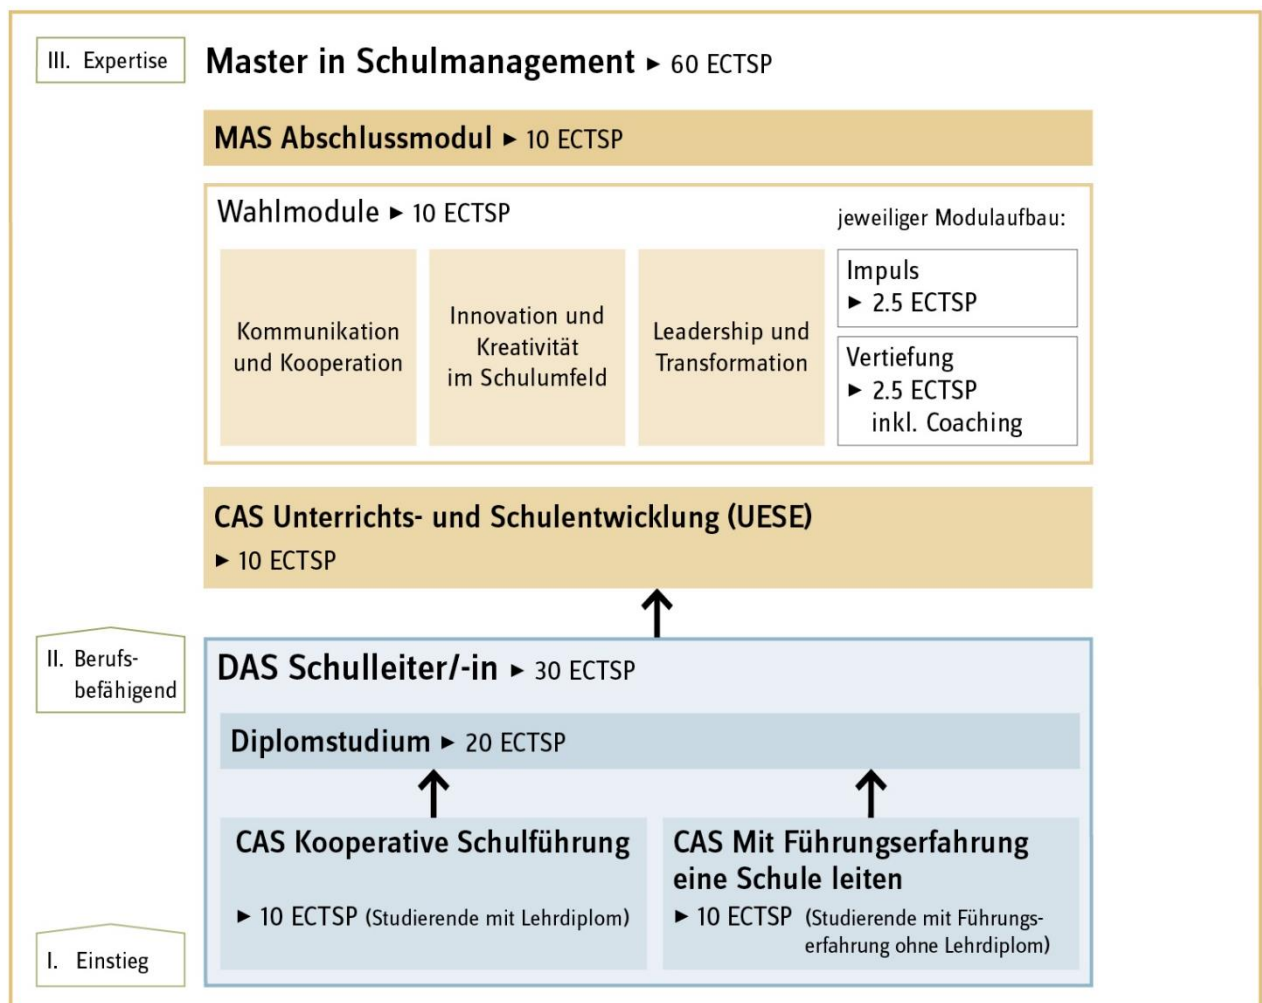 III. Expertise
Master in Schulmanagement ► 60 ECTSP
MAS Abschlussmodul ► 10 ECTSP
Wahlmodule ► 10 ECTSP
jeweiliger Modulaufbau:
Kommunikation
und Kooperation
Innovation und
Kreativität
im Schulumfeld
Leadership und
Transformation
Impuls
► 2.5 ECTSP
Vertiefung
► 2.5 ECTSP
inkl. Coaching
CAS Unterrichts- und Schulentwicklung (UESE)
► 10 ECTSP
II. Berufs-
befähigend
DAS Schulleiter/-in ► 30 ECTSP
Diplomstudium ► 20 ECTSP
CAS Kooperative Schulführung
► 10 ECTSP (Studierende mit Lehrdiplom)
CAS Mit Führungserfahrung
eine Schule leiten
► 10 ECTSP (Studierende mit Führungs-
erfahrung ohne Lehrdiplom)
I. Einstieg